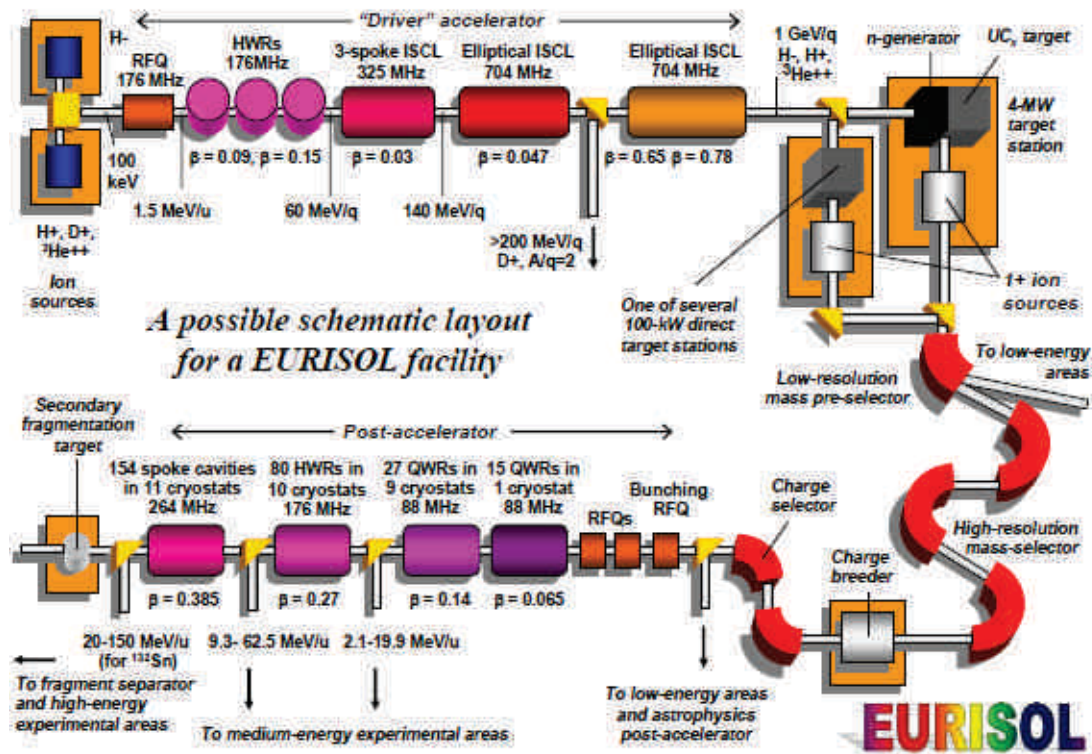 "Driver" accelerator
H-
RFQ
176 MHz
HWRs
176MHz
3-spoke ISCL
325 MHz
Elliptical ISCL
704 MHz
Elliptical ISCL
704 MHz
1 GeV/q
H-, H+,
³He++
n-generator
UCₓ target
4-MW
target
station
100
keV
β = 0.09, β = 0.15
β = 0.03
β = 0.047
β = 0.65 β = 0.78
1.5 MeV/u
60 MeV/q
140 MeV/q
H+, D+,
³He++
Ion
sources
>200 MeV/q
D+, A/q=2
One of several
100-kW direct
target stations
1+ ion
sources
A possible schematic layout
for a EURISOL facility
Low-resolution
mass pre-selector
To low-energy
areas
Secondary
fragmentation
target
Post-accelerator
154 spoke cavities
in 11 cryostats
264 MHz
80 HWRs in
10 cryostats
176 MHz
27 QWRs in
9 cryostats
88 MHz
15 QWRs in
1 cryostat
88 MHz
RFQs
Bunching
RFQ
Charge
selector
High-resolution
mass-selector
Charge
breeder
β = 0.385
β = 0.27
β = 0.14
β = 0.065
20-150 MeV/u
(for ¹³²Sn)
9.3- 62.5 MeV/u
2.1-19.9 MeV/u
To fragment separator
and high-energy
experimental areas
To medium-energy experimental areas
To low-energy areas
and astrophysics
post-accelerator
EURISOL